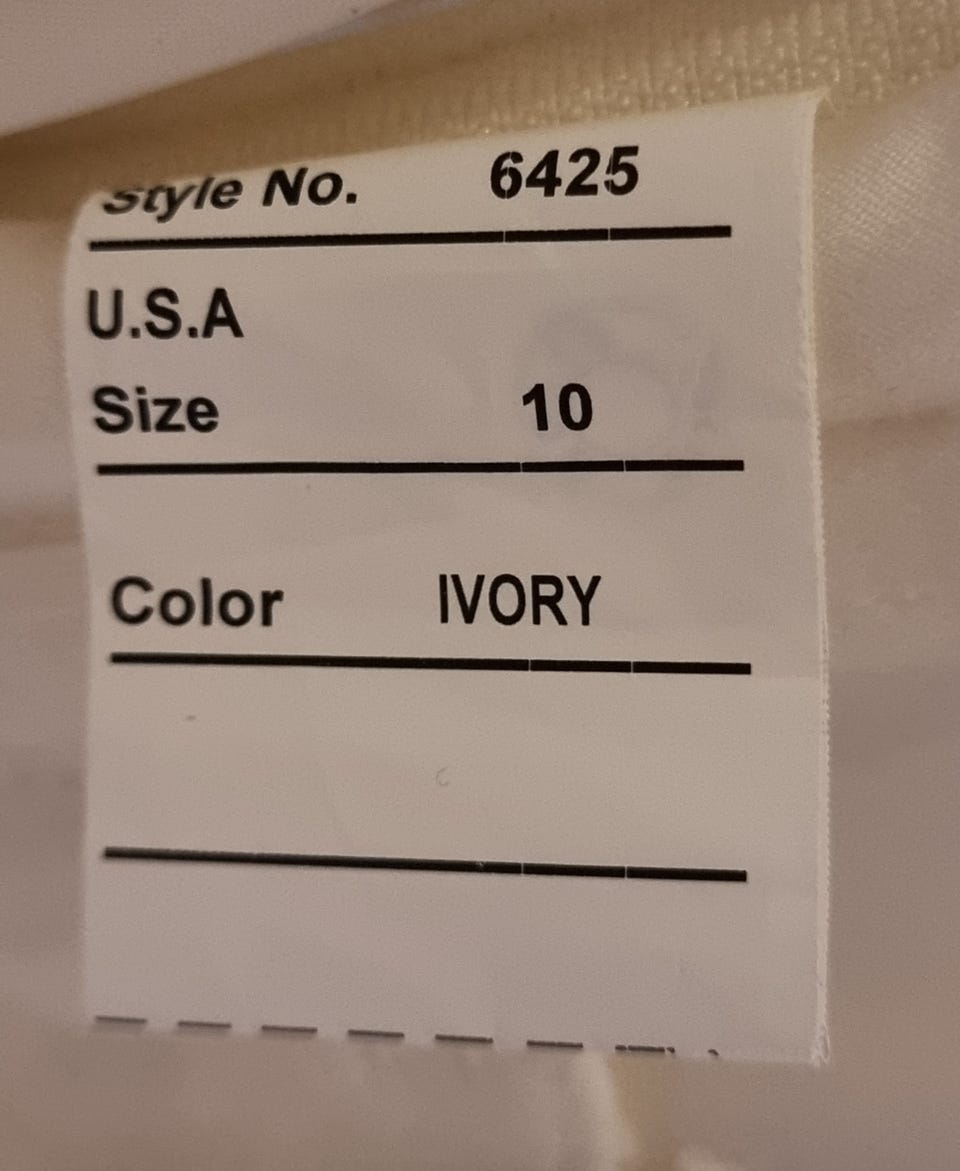 Style No. 6425
U.S.A
Size 10
Color IVORY